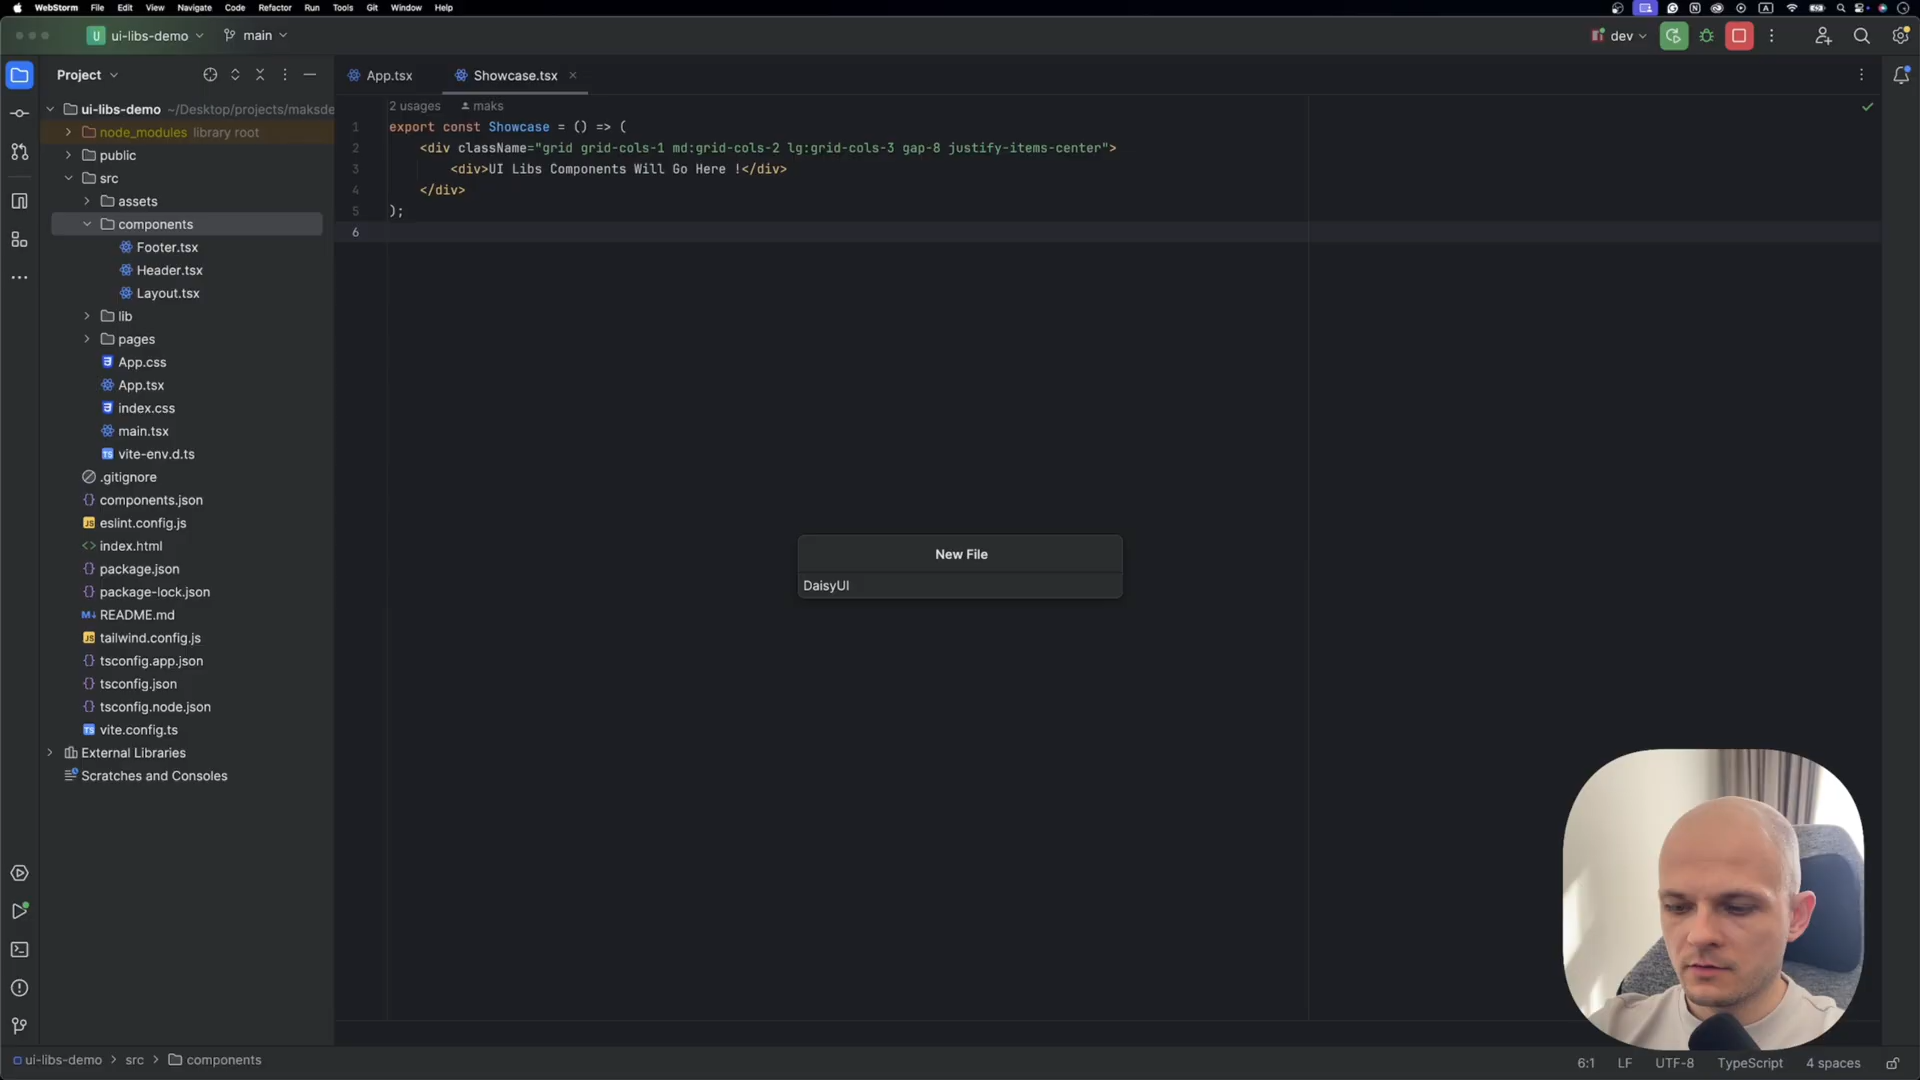 WebStorm File Edit View Navigate Code Refactor Run Tools Git Window Help
U ui-libs-demo main dev
Project App.tsx Showcase.tsx
ui-libs-demo ~/Desktop/projects/maksde
node_modules library root
public
src
assets
components
Footer.tsx
Header.tsx
Layout.tsx
lib
pages
App.css
App.tsx
index.css
main.tsx
TS vite-env.d.ts
.gitignore
{} components.json
JS eslint.config.js
<> index.html
{} package.json
{} package-lock.json
M↓ README.md
JS tailwind.config.js
{} tsconfig.app.json
{} tsconfig.json
{} tsconfig.node.json
TS vite.config.ts
External Libraries
Scratches and Consoles
2 usages maks
1 export const Showcase = () => (
2 <div className="grid grid-cols-1 md:grid-cols-2 lg:grid-cols-3 gap-8 justify-items-center">
3 <div>UI Libs Components Will Go Here !</div>
4 </div>
5 );
6
New File
DaisyUI
ui-libs-demo > src > components
6:1 LF UTF-8 TypeScript 4 spaces